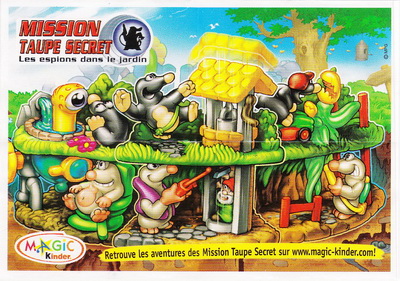 MISSION
TAUPE SECRET
Les espions dans le jardin
MAGIC
Kinder
Retrouve les aventures des Mission Taupe Secret sur www.magic-kinder.com!